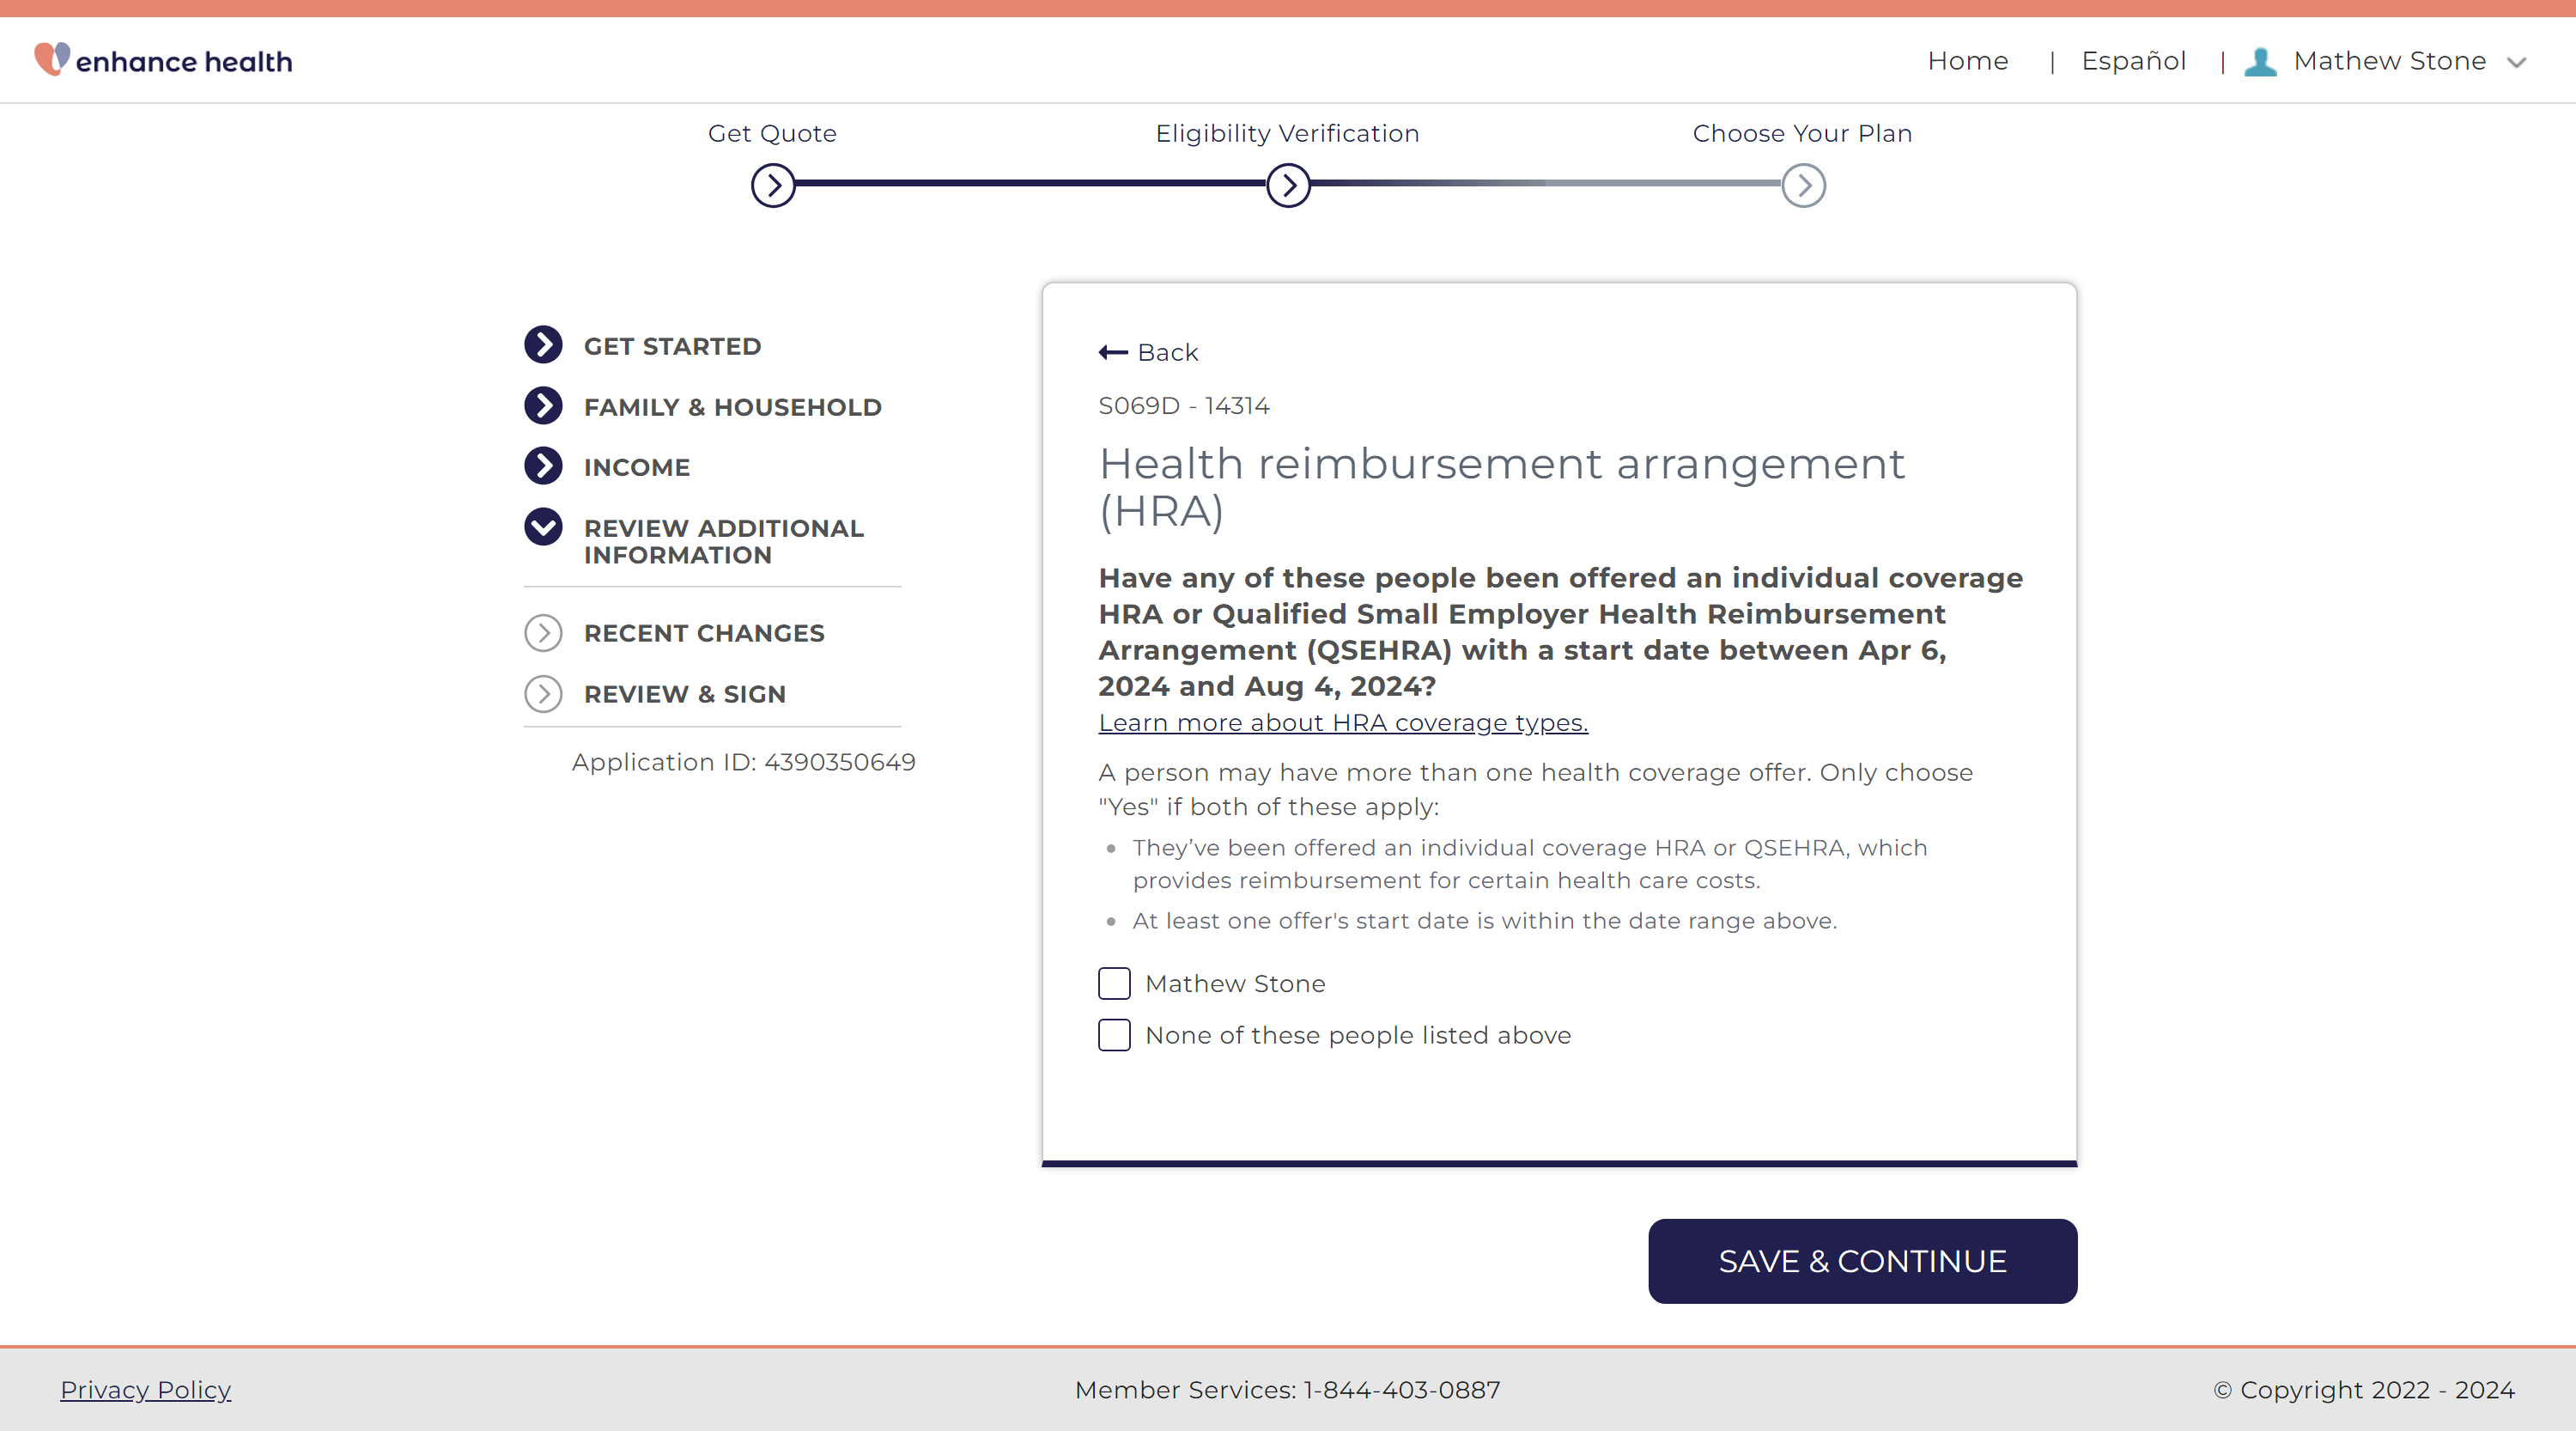 enhance health
Home | Español | Mathew Stone
Get Quote
Eligibility Verification
Choose Your Plan
GET STARTED
FAMILY & HOUSEHOLD
INCOME
REVIEW ADDITIONAL
INFORMATION
RECENT CHANGES
REVIEW & SIGN
Application ID: 4390350649
Back
S069D - 14314
Health reimbursement arrangement
(HRA)
Have any of these people been offered an individual coverage
HRA or Qualified Small Employer Health Reimbursement
Arrangement (QSEHRA) with a start date between Apr 6,
2024 and Aug 4, 2024?
Learn more about HRA coverage types.
A person may have more than one health coverage offer. Only choose
"Yes" if both of these apply:
• They’ve been offered an individual coverage HRA or QSEHRA, which
provides reimbursement for certain health care costs.
• At least one offer's start date is within the date range above.
Mathew Stone
None of these people listed above
SAVE & CONTINUE
Privacy Policy
Member Services: 1-844-403-0887
© Copyright 2022 - 2024